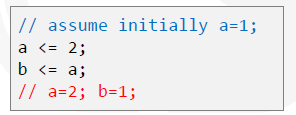 // assume initially a=1;
a <= 2;
b <= a;
// a=2; b=1;